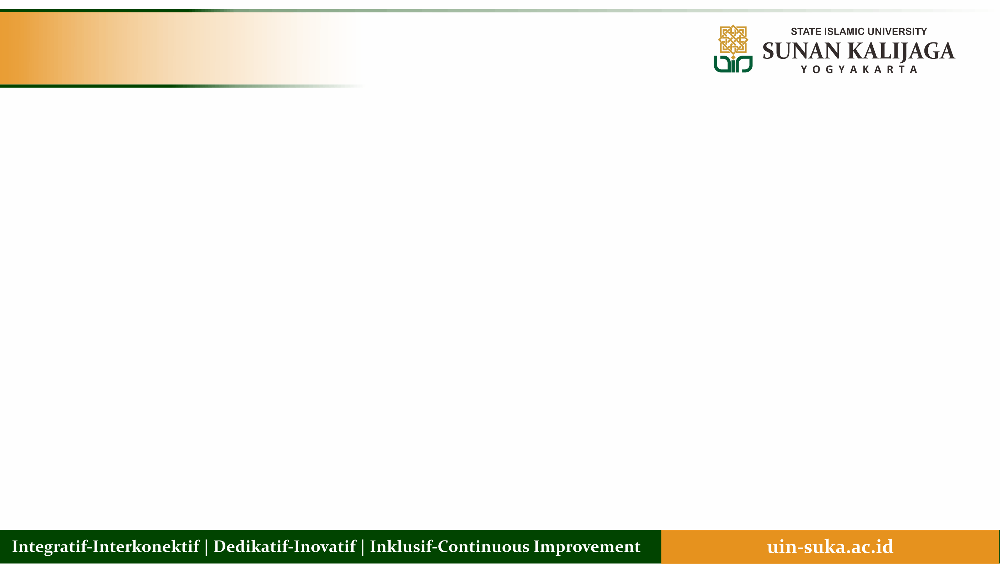 STATE ISLAMIC UNIVERSITY
SUNAN KALIJAGA
YOGYAKARTA
Integratif-Interkonektif | Dedikatif-Inovatif | Inklusif-Continuous Improvement
uin-suka.ac.id